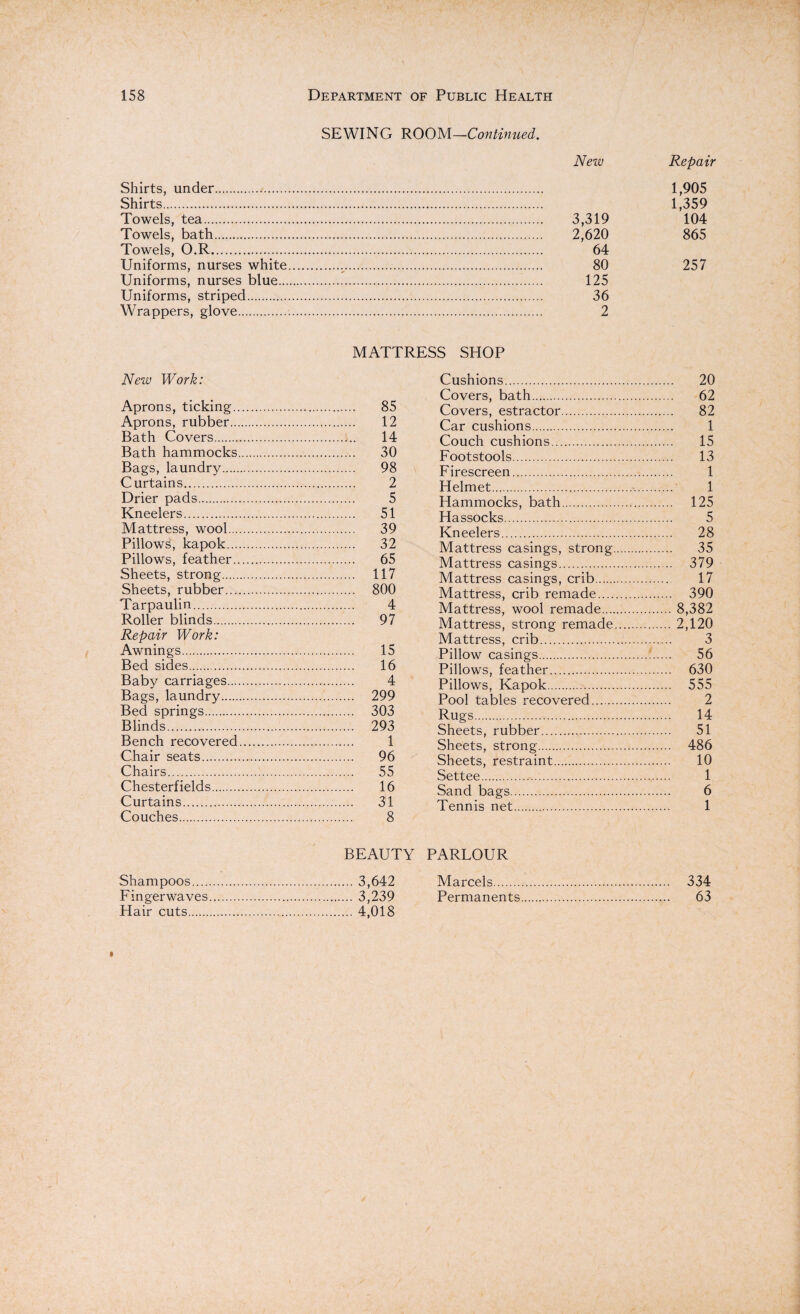 158 Department of Public Health
SEWING ROOM—Continued.
New Repair
Shirts, under 1,905
Shirts 1,359
Towels, tea 3,319 104
Towels, bath 2,620 865
Towels, O.R. 64
Uniforms, nurses white 80 257
Uniforms, nurses blue 125
Uniforms, striped 36
Wrappers, glove 2
MATTRESS SHOP
New Work:
Aprons, ticking 85
Aprons, rubber 12
Bath Covers 14
Bath hammocks 30
Bags, laundry 98
Curtains 2
Drier pads 5
Kneelers 51
Mattress, wool 39
Pillows, kapok 32
Pillows, feather 65
Sheets, strong 117
Sheets, rubber 800
Tarpaulin 4
Roller blinds 97
Repair Work:
Awnings 15
Bed sides 16
Baby carriages 4
Bags, laundry 299
Bed springs 303
Blinds 293
Bench recovered 1
Chair seats 96
Chairs 55
Chesterfields 16
Curtains 31
Couches 8
Cushions 20
Covers, bath 62
Covers, estractor 82
Car cushions 1
Couch cushions 15
Footstools 13
Firescreen 1
Helmet 1
Hammocks, bath 125
Hassocks 5
Kneelers 28
Mattress casings, strong 35
Mattress casings 379
Mattress casings, crib 17
Mattress, crib remade 390
Mattress, wool remade 8,382
Mattress, strong remade 2,120
Mattress, crib 3
Pillow casings 56
Pillows, feather 630
Pillows, Kapok 555
Pool tables recovered 2
Rugs 14
Sheets, rubber 51
Sheets, strong 486
Sheets, restraint 10
Settee 1
Sand bags 6
Tennis net 1
BEAUTY PARLOUR
Shampoos 3,642
Fingerwaves 3,239
Hair cuts 4,018
Marcels 334
Permanents 63